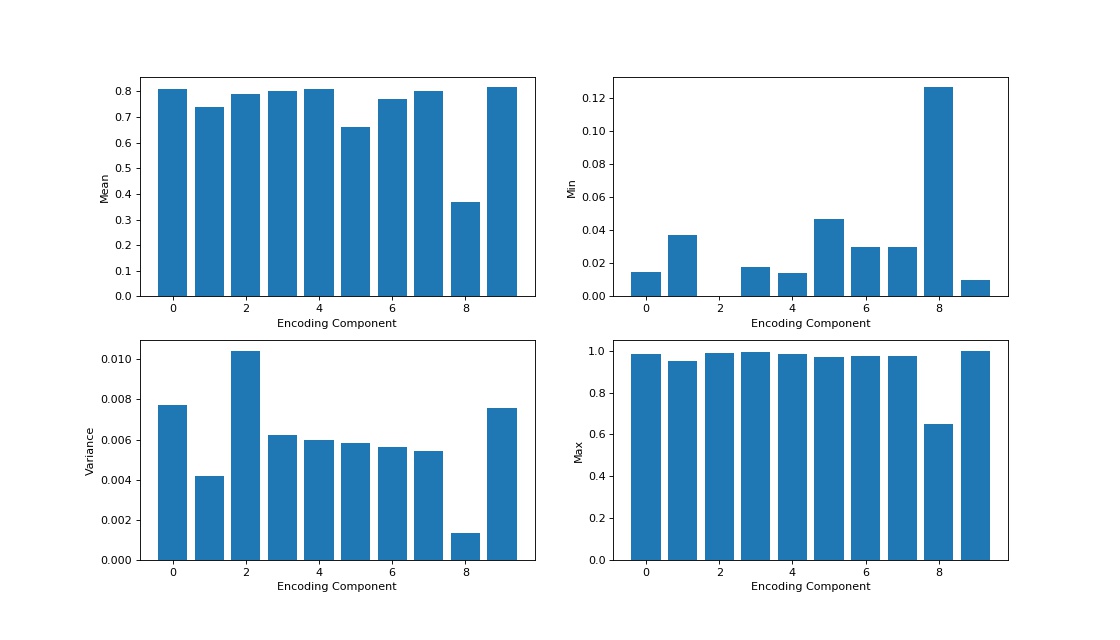 0.8
0.7
0.6
0.5
0.4
0.3
0.2
0.1
0.0
Mean
0 2 4 6 8
Encoding Component
0.12
0.10
0.08
0.06
0.04
0.02
0.00
Min
0 2 4 6 8
Encoding Component
0.010
0.008
0.006
0.004
0.002
0.000
Variance
0 2 4 6 8
Encoding Component
1.0
0.8
0.6
0.4
0.2
0.0
Max
0 2 4 6 8
Encoding Component